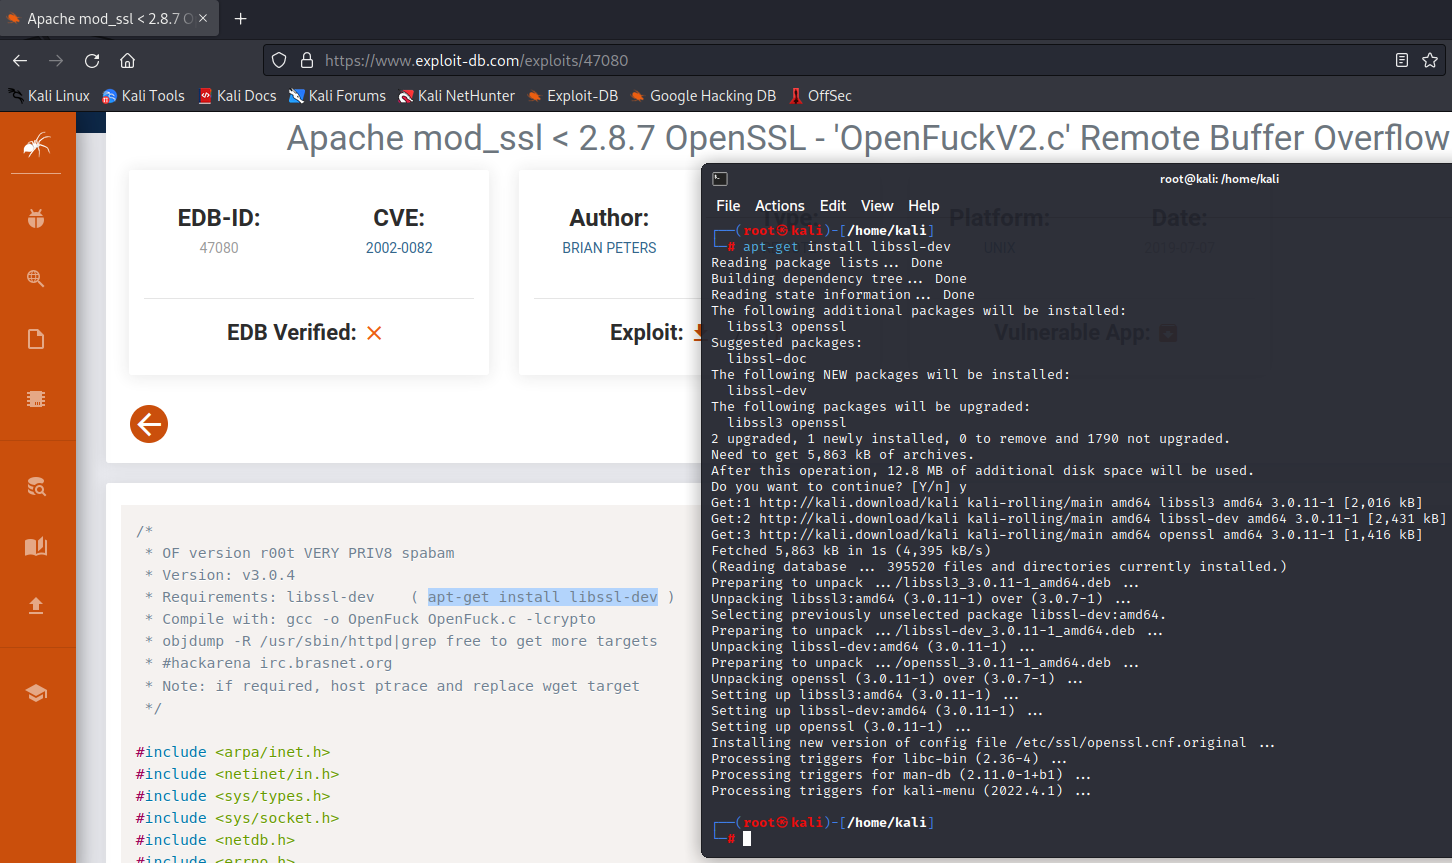 Apache mod_ssl < 2.8.7 O
https://www.exploit-db.com/exploits/47080
Kali Linux Kali Tools Kali Docs Kali Forums Kali NetHunter Exploit-DB Google Hacking DB OffSec
Apache mod_ssl < 2.8.7 OpenSSL - 'OpenFuckV2.c' Remote Buffer Overflow
EDB-ID:
47080
CVE:
2002-0082
EDB Verified:
Author:
BRIAN PETERS
Exploit:
Type:
Platform:
UNIX
Date:
Vulnerable App:
/*
* OF version r00t VERY PRIV8 spabam
* Version: v3.0.4
* Requirements: libssl-dev ( apt-get install libssl-dev )
* Compile with: gcc -o OpenFuck OpenFuck.c -lcrypto
* objdump -R /usr/sbin/httpd|grep free to get more targets
* #hackarena irc.brasnet.org
* Note: if required, host ptrace and replace wget target
*/
#include <arpa/inet.h>
#include <netinet/in.h>
#include <sys/types.h>
#include <sys/socket.h>
#include <netdb.h>
#include <errno.h>
root@kali: /home/kali
File Actions Edit View Help
┌──(root㉿kali)-[/home/kali]
└─# apt-get install libssl-dev
Reading package lists... Done
Building dependency tree... Done
Reading state information... Done
The following additional packages will be installed:
libssl3 openssl
Suggested packages:
libssl-doc
The following NEW packages will be installed:
libssl-dev
The following packages will be upgraded:
libssl3 openssl
2 upgraded, 1 newly installed, 0 to remove and 1790 not upgraded.
Need to get 5,863 kB of archives.
After this operation, 12.8 MB of additional disk space will be used.
Do you want to continue? [Y/n] y
Get:1 http://kali.download/kali kali-rolling/main amd64 libssl3 amd64 3.0.11-1 [2,016 kB]
Get:2 http://kali.download/kali kali-rolling/main amd64 libssl-dev amd64 3.0.11-1 [2,431 kB]
Get:3 http://kali.download/kali kali-rolling/main amd64 openssl amd64 3.0.11-1 [1,416 kB]
Fetched 5,863 kB in 1s (4,395 kB/s)
(Reading database ... 395520 files and directories currently installed.)
Preparing to unpack .../libssl3_3.0.11-1_amd64.deb ...
Unpacking libssl3:amd64 (3.0.11-1) over (3.0.7-1) ...
Selecting previously unselected package libssl-dev:amd64.
Preparing to unpack .../libssl-dev_3.0.11-1_amd64.deb ...
Unpacking libssl-dev:amd64 (3.0.11-1) ...
Preparing to unpack .../openssl_3.0.11-1_amd64.deb ...
Unpacking openssl (3.0.11-1) over (3.0.7-1) ...
Setting up libssl3:amd64 (3.0.11-1) ...
Setting up libssl-dev:amd64 (3.0.11-1) ...
Setting up openssl (3.0.11-1) ...
Installing new version of config file /etc/ssl/openssl.cnf.original ...
Processing triggers for libc-bin (2.36-4) ...
Processing triggers for man-db (2.11.0-1+b1) ...
Processing triggers for kali-menu (2022.4.1) ...
┌──(root㉿kali)-[/home/kali]
└─#